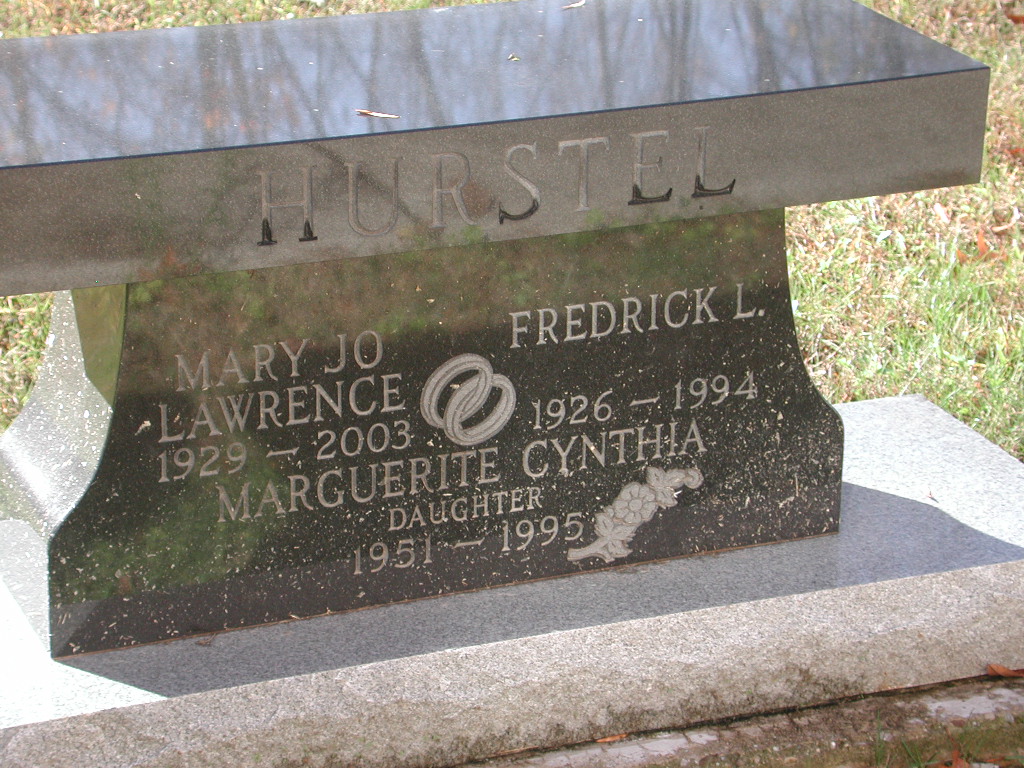 HURSTEL
MARY JO
LAWRENCE
1929 – 2003
FREDRICK L.
1926 – 1994
MARGUERITE CYNTHIA
DAUGHTER
1951 – 1995